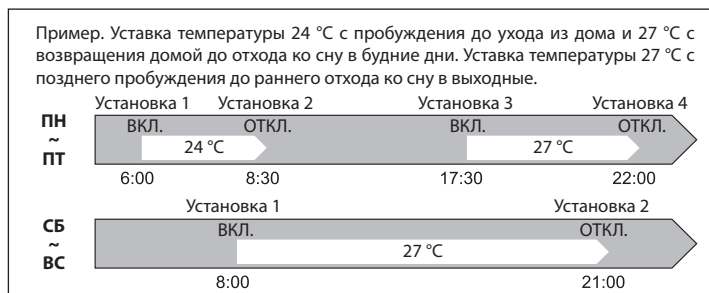 Пример. Уставка температуры 24 °C с пробуждения до ухода из дома и 27 °C с
возвращения домой до отхода ко сну в будние дни. Уставка температуры 27 °C с
позднего пробуждения до раннего отхода ко сну в выходные.
Установка 1 Установка 2 Установка 3 Установка 4
ПН
~
ПТ
ВКЛ. ОТКЛ. ВКЛ. ОТКЛ.
24 °C 27 °C
6:00 8:30 17:30 22:00
Установка 1 Установка 2
СБ
~
ВС
ВКЛ. ОТКЛ.
27 °C
8:00 21:00